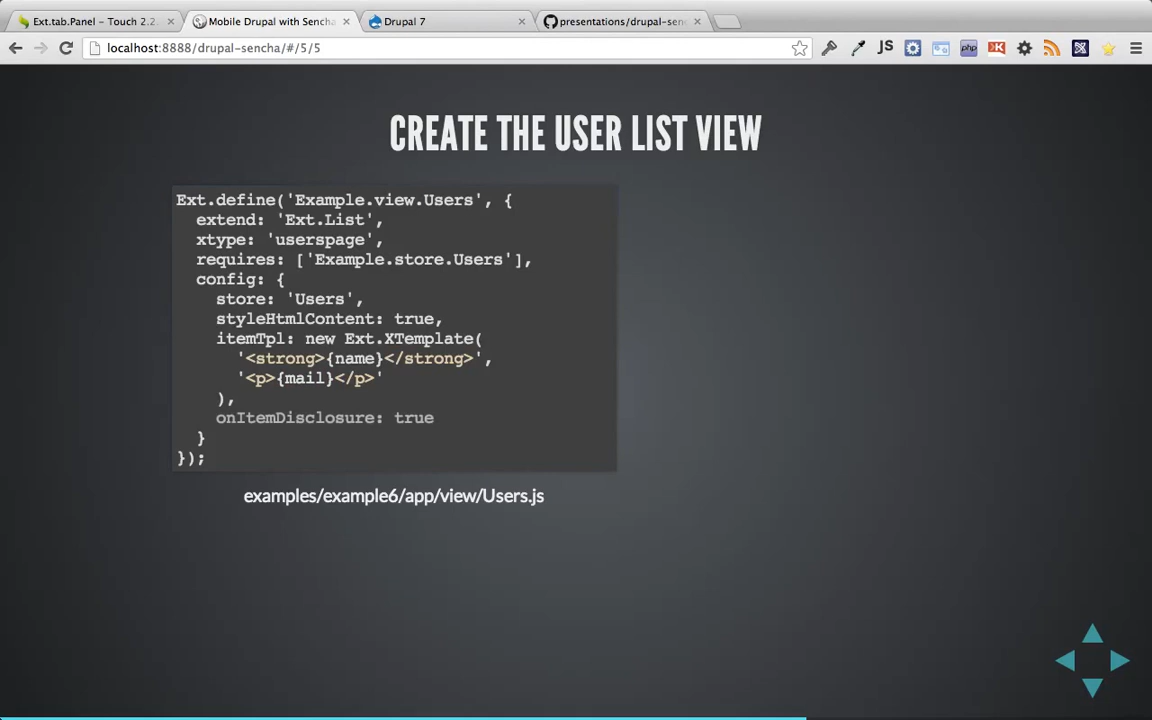 Ext.tab.Panel – Touch 2.2.
Mobile Drupal with Sencha
Drupal 7
presentations/drupal-senc
localhost:8888/drupal-sencha/#/5/5
JS
php
CREATE THE USER LIST VIEW
Ext.define('Example.view.Users', {
extend: 'Ext.List',
xtype: 'userspage',
requires: ['Example.store.Users'],
config: {
store: 'Users',
styleHtmlContent: true,
itemTpl: new Ext.XTemplate(
'<strong>{name}</strong>',
'<p>{mail}</p>'
),
onItemDisclosure: true
}
});
examples/example6/app/view/Users.js